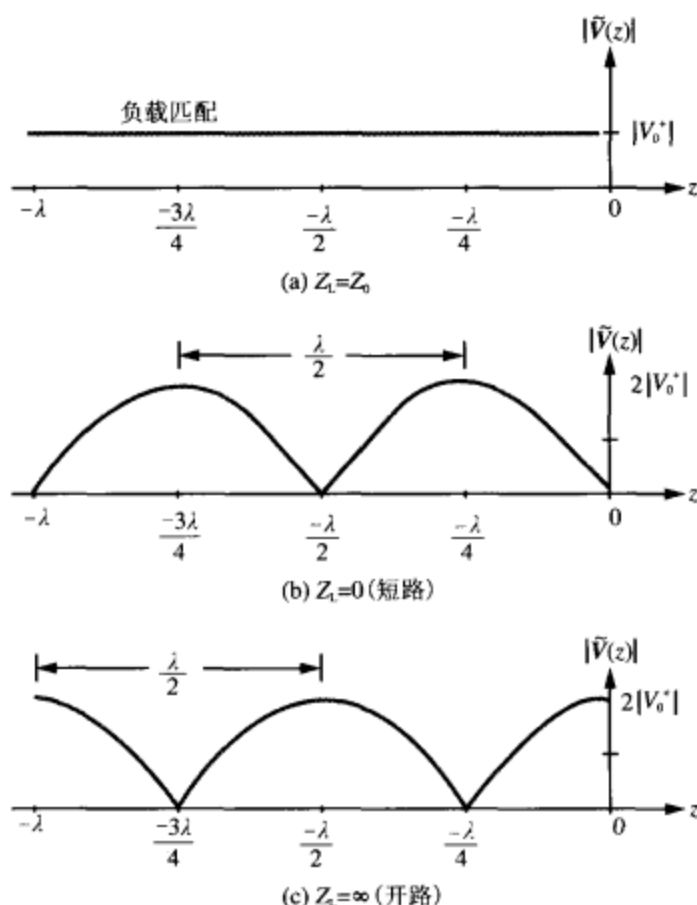 |Ṽ(z)|
负载匹配
|V₀⁺|
z
-λ
-3λ/4
-λ/2
-λ/4
0
(a) Z_L=Z₀
λ/2
|Ṽ(z)|
2|V₀⁺|
z
-λ
-3λ/4
-λ/2
-λ/4
0
(b) Z_L=0(短路)
λ/2
|Ṽ(z)|
2|V₀⁺|
z
-λ
-3λ/4
-λ/2
-λ/4
0
(c) Z_L=∞(开路)